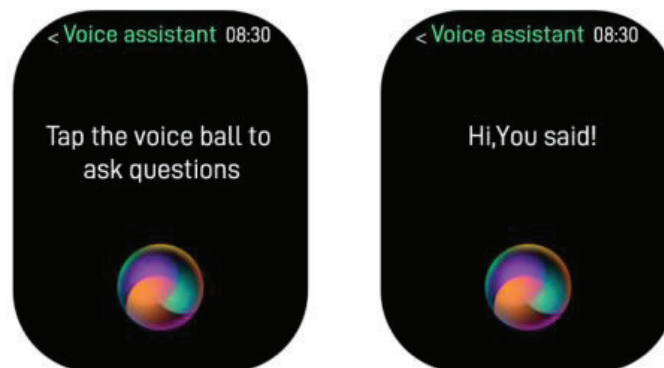 < Voice assistant 08:30
Tap the voice ball to
ask questions
< Voice assistant 08:30
Hi,You said!